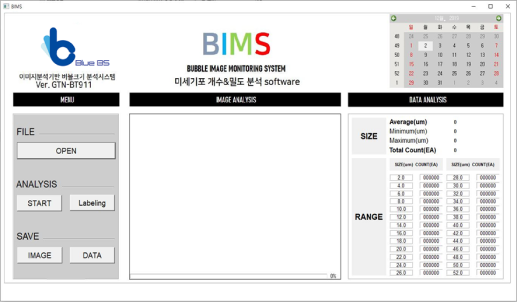 BIMS
Blue BS
이미지분석기반 버블크기 분석시스템
Ver. GTN-BT911
BIMS
BUBBLE IMAGE MONITORING SYSTEM
미세기포 개수&밀도 분석 software
2011
일 월 화 수 목 금 토
48 24 25 26 27 28 29 30
49 1 2 3 4 5 6 7
50 8 9 10 11 12 13 14
51 15 16 17 18 19 20 21
52 22 23 24 25 26 27 28
1 29 30 31 1 2 3 4
MENU
IMAGE ANALYSIS
DATA ANALYSIS
FILE
OPEN
ANALYSIS
START Labeling
SAVE
IMAGE DATA
0%
SIZE
Average(um) 0
Minimum(um) 0
Maximum(um) 0
Total Count(EA) 0
RANGE
SIZE(um) COUNT(EA) SIZE(um) COUNT(EA)
2.0 000000 28.0 000000
4.0 000000 30.0 000000
6.0 000000 32.0 000000
8.0 000000 34.0 000000
10.0 000000 36.0 000000
12.0 000000 38.0 000000
14.0 000000 40.0 000000
16.0 000000 42.0 000000
18.0 000000 44.0 000000
20.0 000000 46.0 000000
22.0 000000 48.0 000000
24.0 000000 50.0 000000
26.0 000000 52.0 000000